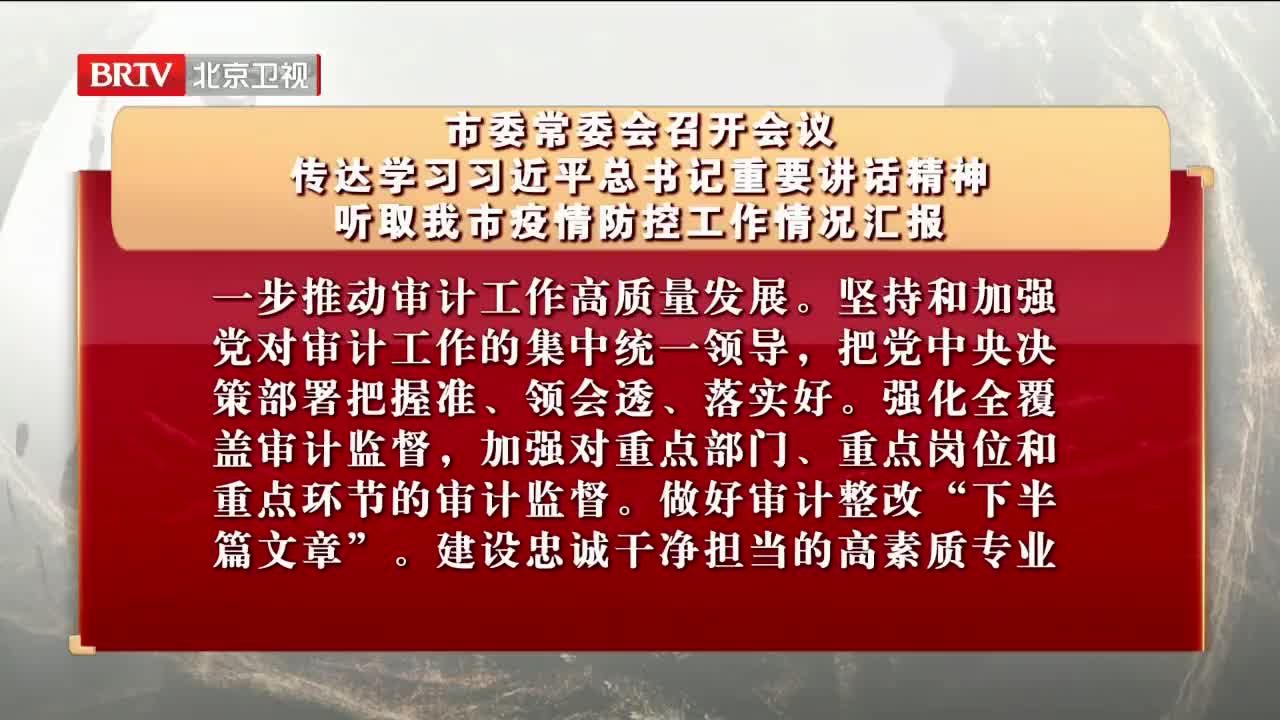 BRTV 北京卫视
市委常委会召开会议
传达学习习近平总书记重要讲话精神
听取我市疫情防控工作情况汇报
一步推动审计工作高质量发展。坚持和加强
党对审计工作的集中统一领导，把党中央决
策部署把握准、领会透、落实好。强化全覆
盖审计监督，加强对重点部门、重点岗位和
重点环节的审计监督。做好审计整改“下半
篇文章”。建设忠诚干净担当的高素质专业